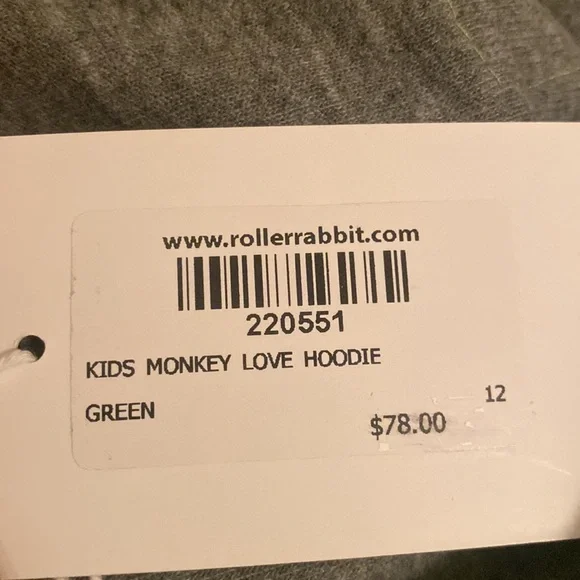 www.rollerrabbit.com
220551
KIDS MONKEY LOVE HOODIE
GREEN
12
$78.00